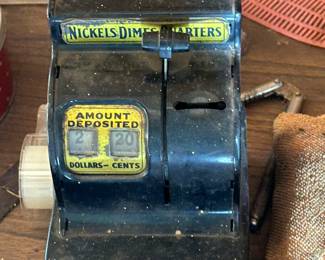 NICKELS DIMES QUARTERS
AMOUNT
DEPOSITED
2 20
DOLLARS - CENTS